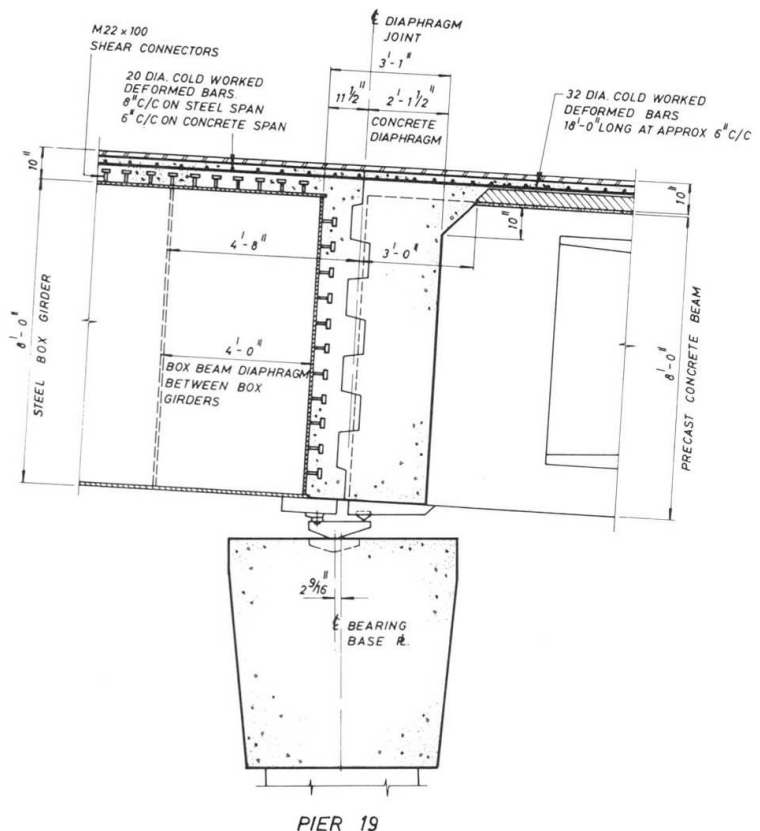 ℄ DIAPHRAGM
JOINT
3'-1"
M22 x 100
SHEAR CONNECTORS
20 DIA. COLD WORKED
DEFORMED BARS.
8" C/C ON STEEL SPAN
6" C/C ON CONCRETE SPAN
11 1/2"
2'-1 1/2"
CONCRETE
DIAPHRAGM
32 DIA. COLD WORKED
DEFORMED BARS
18'-0" LONG AT APPROX 6" C/C
10"
10"
10"
4'-8"
3'-0"
8'-0"
STEEL BOX GIRDER
4'-0"
BOX BEAM DIAPHRAGM
BETWEEN BOX
GIRDERS
8'-0"
PRECAST CONCRETE BEAM
2 9/16"
℄ BEARING
BASE ℄.
PIER 19